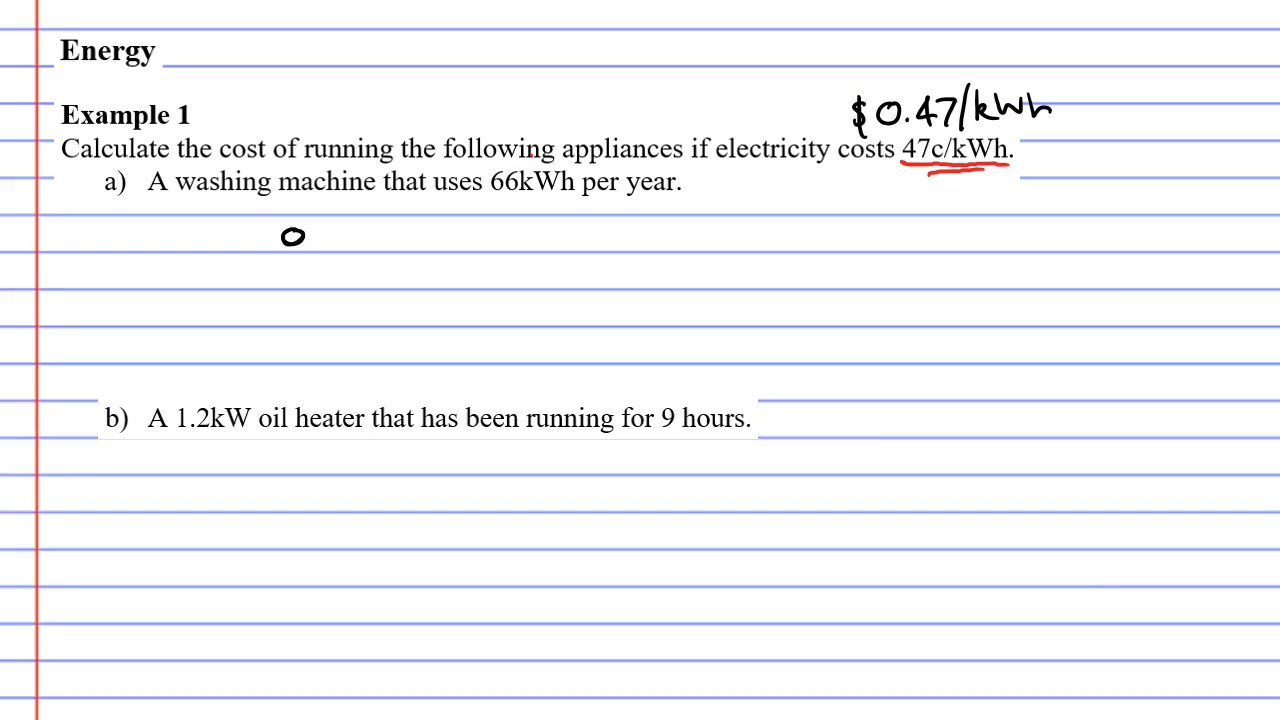 Energy
Example 1
$0.47/kWh
Calculate the cost of running the following appliances if electricity costs 47c/kWh.
a) A washing machine that uses 66kWh per year.
0
b) A 1.2kW oil heater that has been running for 9 hours.